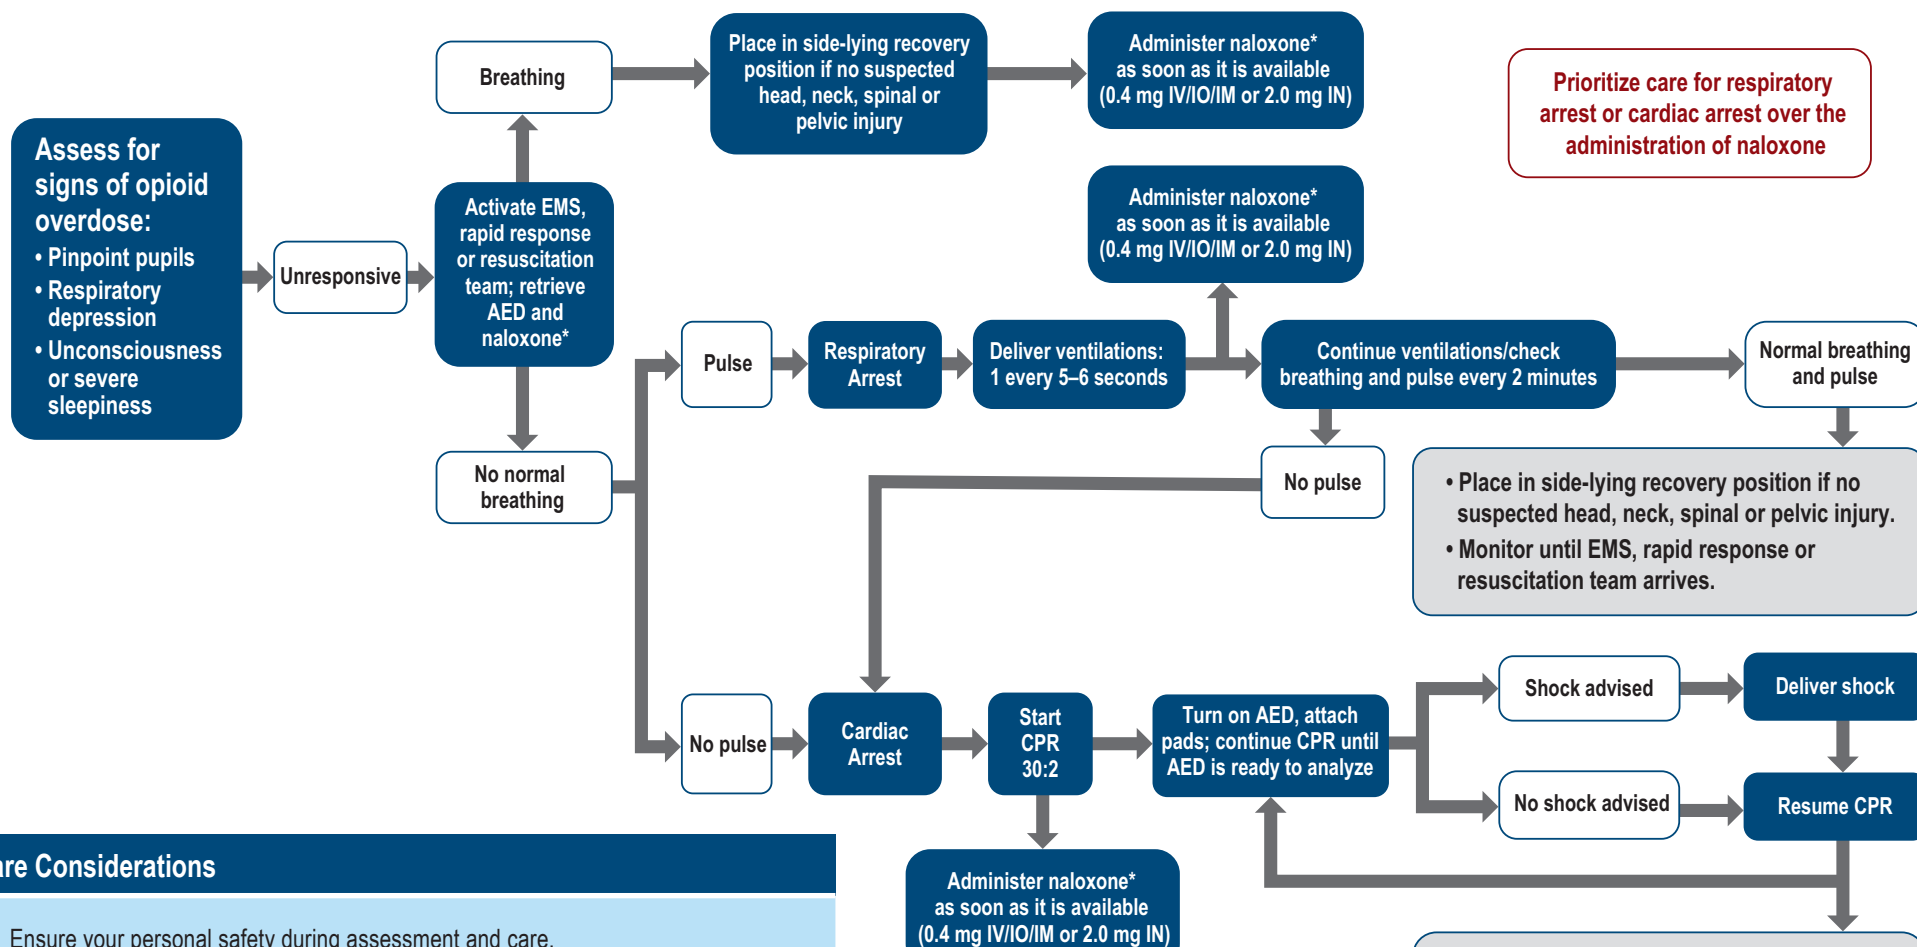 Assess for
signs of opioid
overdose:
• Pinpoint pupils
• Respiratory
depression
• Unconsciousness
or severe
sleepiness
Unresponsive
Activate EMS,
rapid response
or resuscitation
team; retrieve
AED and
naloxone*
Breathing
Place in side-lying recovery
position if no suspected
head, neck, spinal or
pelvic injury
Administer naloxone*
as soon as it is available
(0.4 mg IV/IO/IM or 2.0 mg IN)
Prioritize care for respiratory
arrest or cardiac arrest over the
administration of naloxone
No normal
breathing
Pulse
Respiratory
Arrest
Deliver ventilations:
1 every 5–6 seconds
Administer naloxone*
as soon as it is available
(0.4 mg IV/IO/IM or 2.0 mg IN)
Continue ventilations/check
breathing and pulse every 2 minutes
Normal breathing
and pulse
• Place in side-lying recovery position if no
suspected head, neck, spinal or pelvic injury.
• Monitor until EMS, rapid response or
resuscitation team arrives.
No pulse
No pulse
Cardiac
Arrest
Start
CPR
30:2
Administer naloxone*
as soon as it is available
(0.4 mg IV/IO/IM or 2.0 mg IN)
Turn on AED, attach
pads; continue CPR until
AED is ready to analyze
Shock advised
Deliver shock
No shock advised
Resume CPR
are Considerations
Ensure your personal safety during assessment and care.